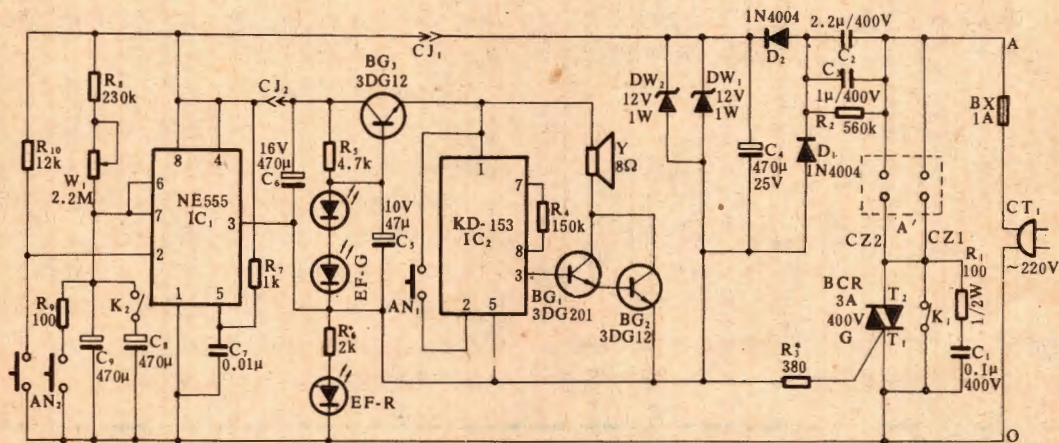 R₈
230k
R₁₀
12k
W₁
2.2M
R₉
100
AN₂
C₉
470μ
K₂
C₈
470μ
8
4
6
7
2
3
1
5
NE555
IC₁
R₇
1k
C₇
0.01μ
CJ₂
CJ₁
16V
470μ
C₆
BG₃
3DG12
R₅
4.7k
EF-G
R₆*
2k
EF-R
10V
47μ
C₅
AN₁
1
7
8
3
2
5
KD-153
IC₂
R₄
150k
BG₁
3DG201
BG₂
3DG12
Y
8Ω
DW₂
12V
1W
DW₁
12V
1W
C₄
470μ
25V
1N4004
D₂
D₁
1N4004
2.2μ/400V
C₂
C₃
1μ/400V
R₂
560k
A'
CZ2
CZ1
BCR
3A
400V
G
T₂
T₁
K₁
R₃*
380
R₁
100
1/2W
C₁
0.1μ
400V
A
BX
1A
CT₁
~220V
O